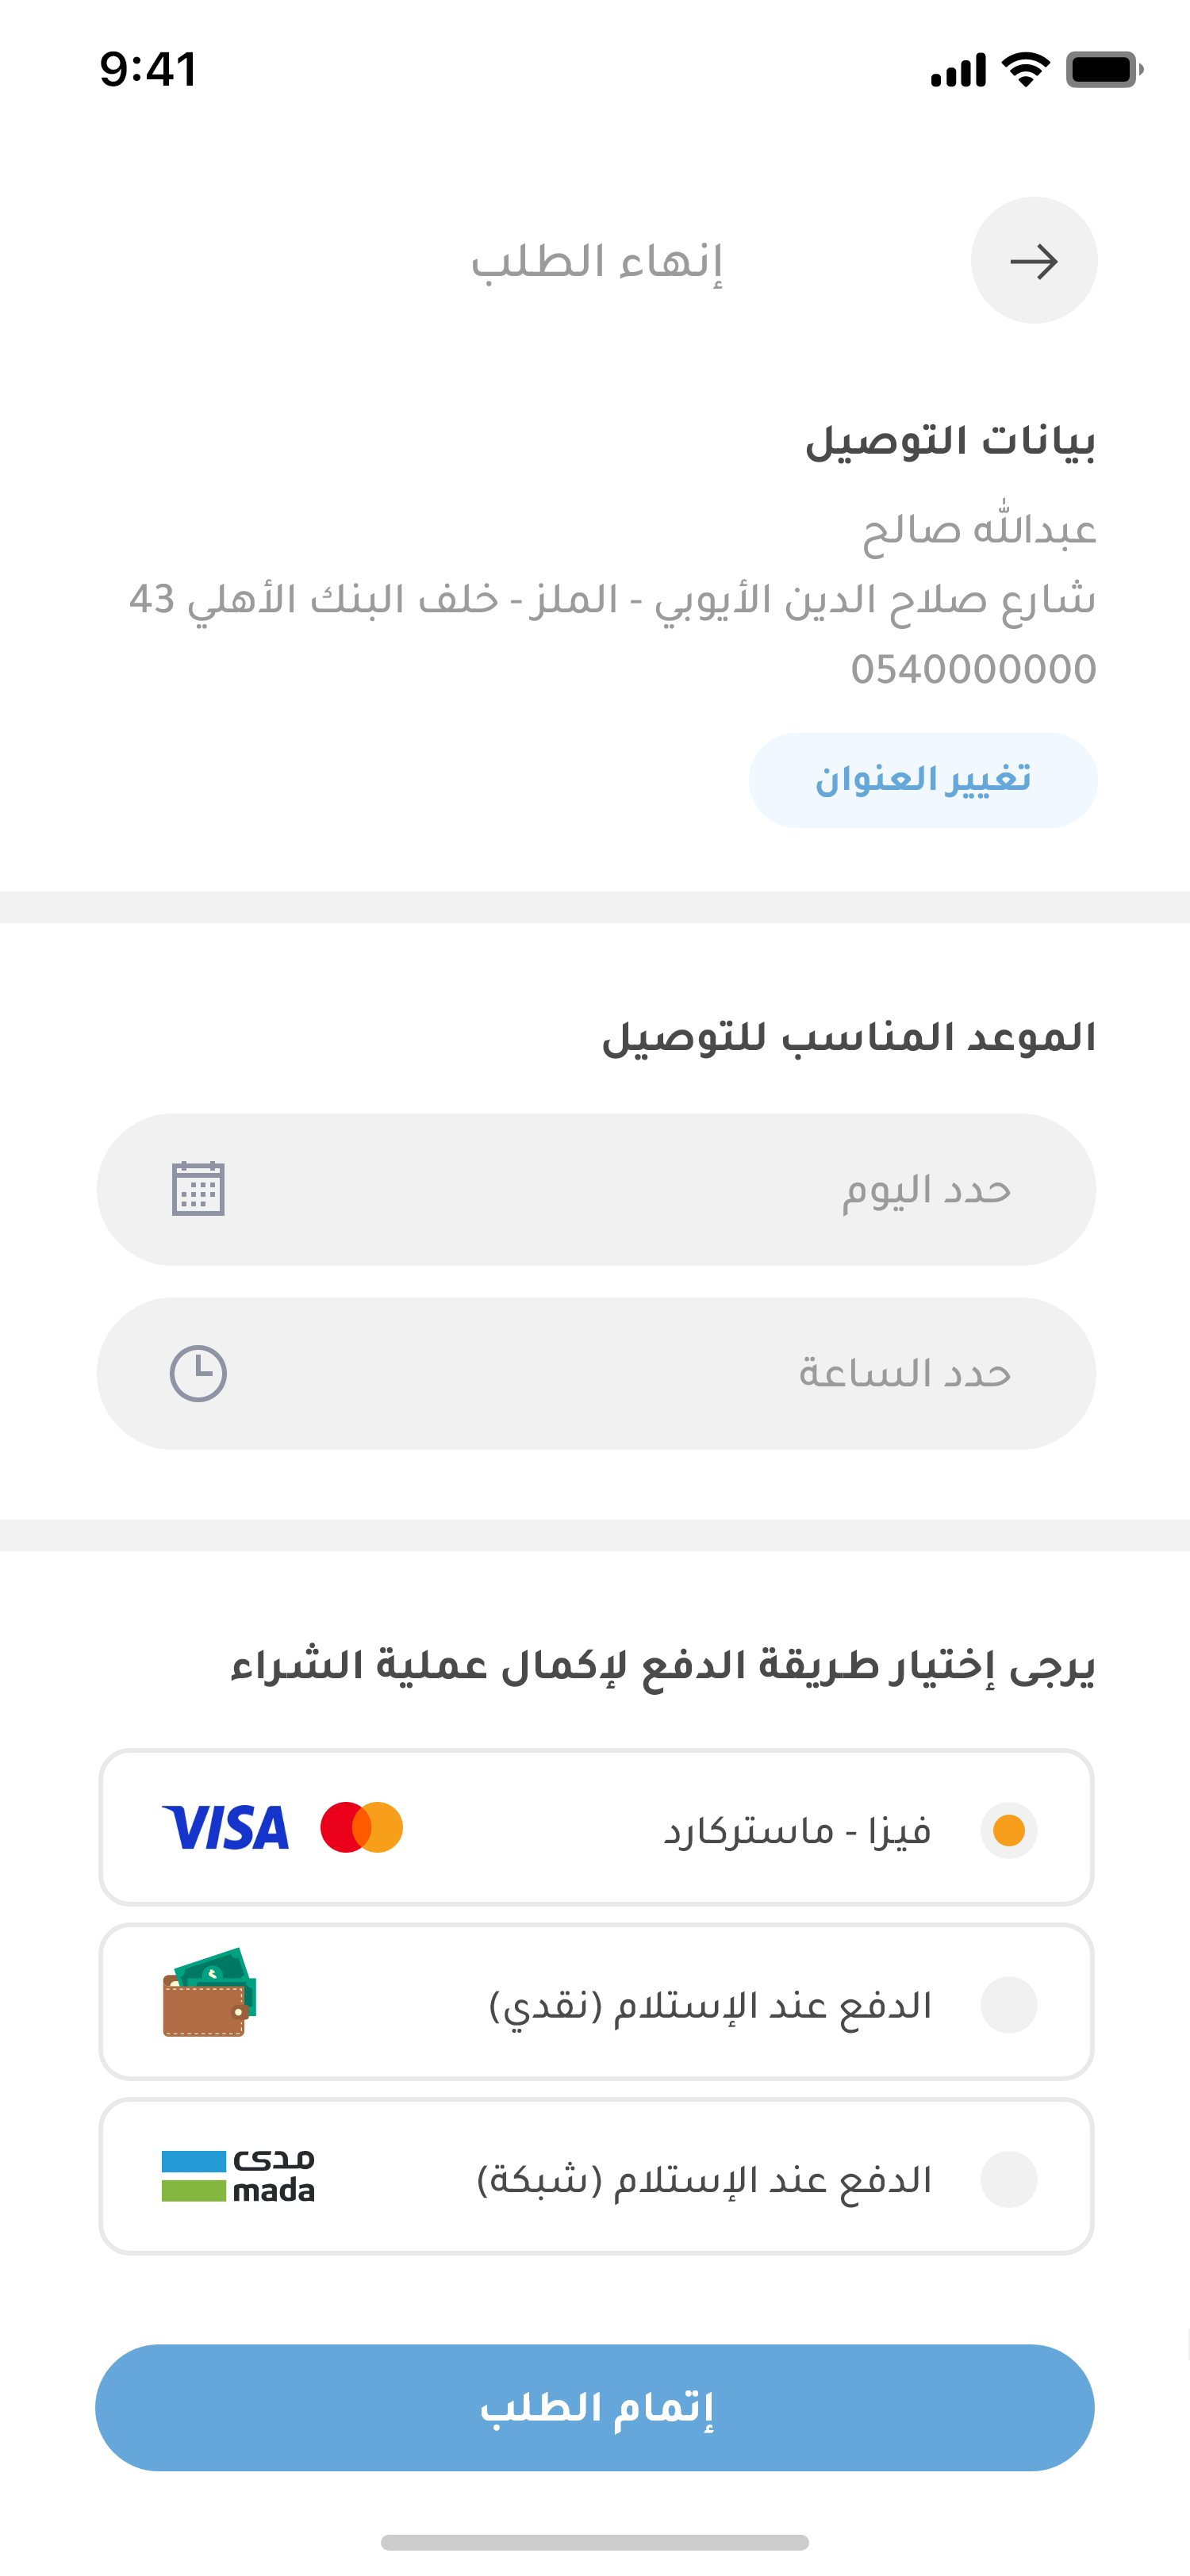 9:41
إنهاء الطلب
بيانات التوصيل
عبدالله صالح
شارع صلاح الدين الأيوبي - الملز - خلف البنك الأهلي 43
0540000000
تغيير العنوان
الموعد المناسب للتوصيل
حدد اليوم
حدد الساعة
يرجى إختيار طريقة الدفع لإكمال عملية الشراء
فيزا - ماستركارد
VISA
الدفع عند الإستلام (نقدي)
الدفع عند الإستلام (شبكة)
مدى
mada
إتمام الطلب